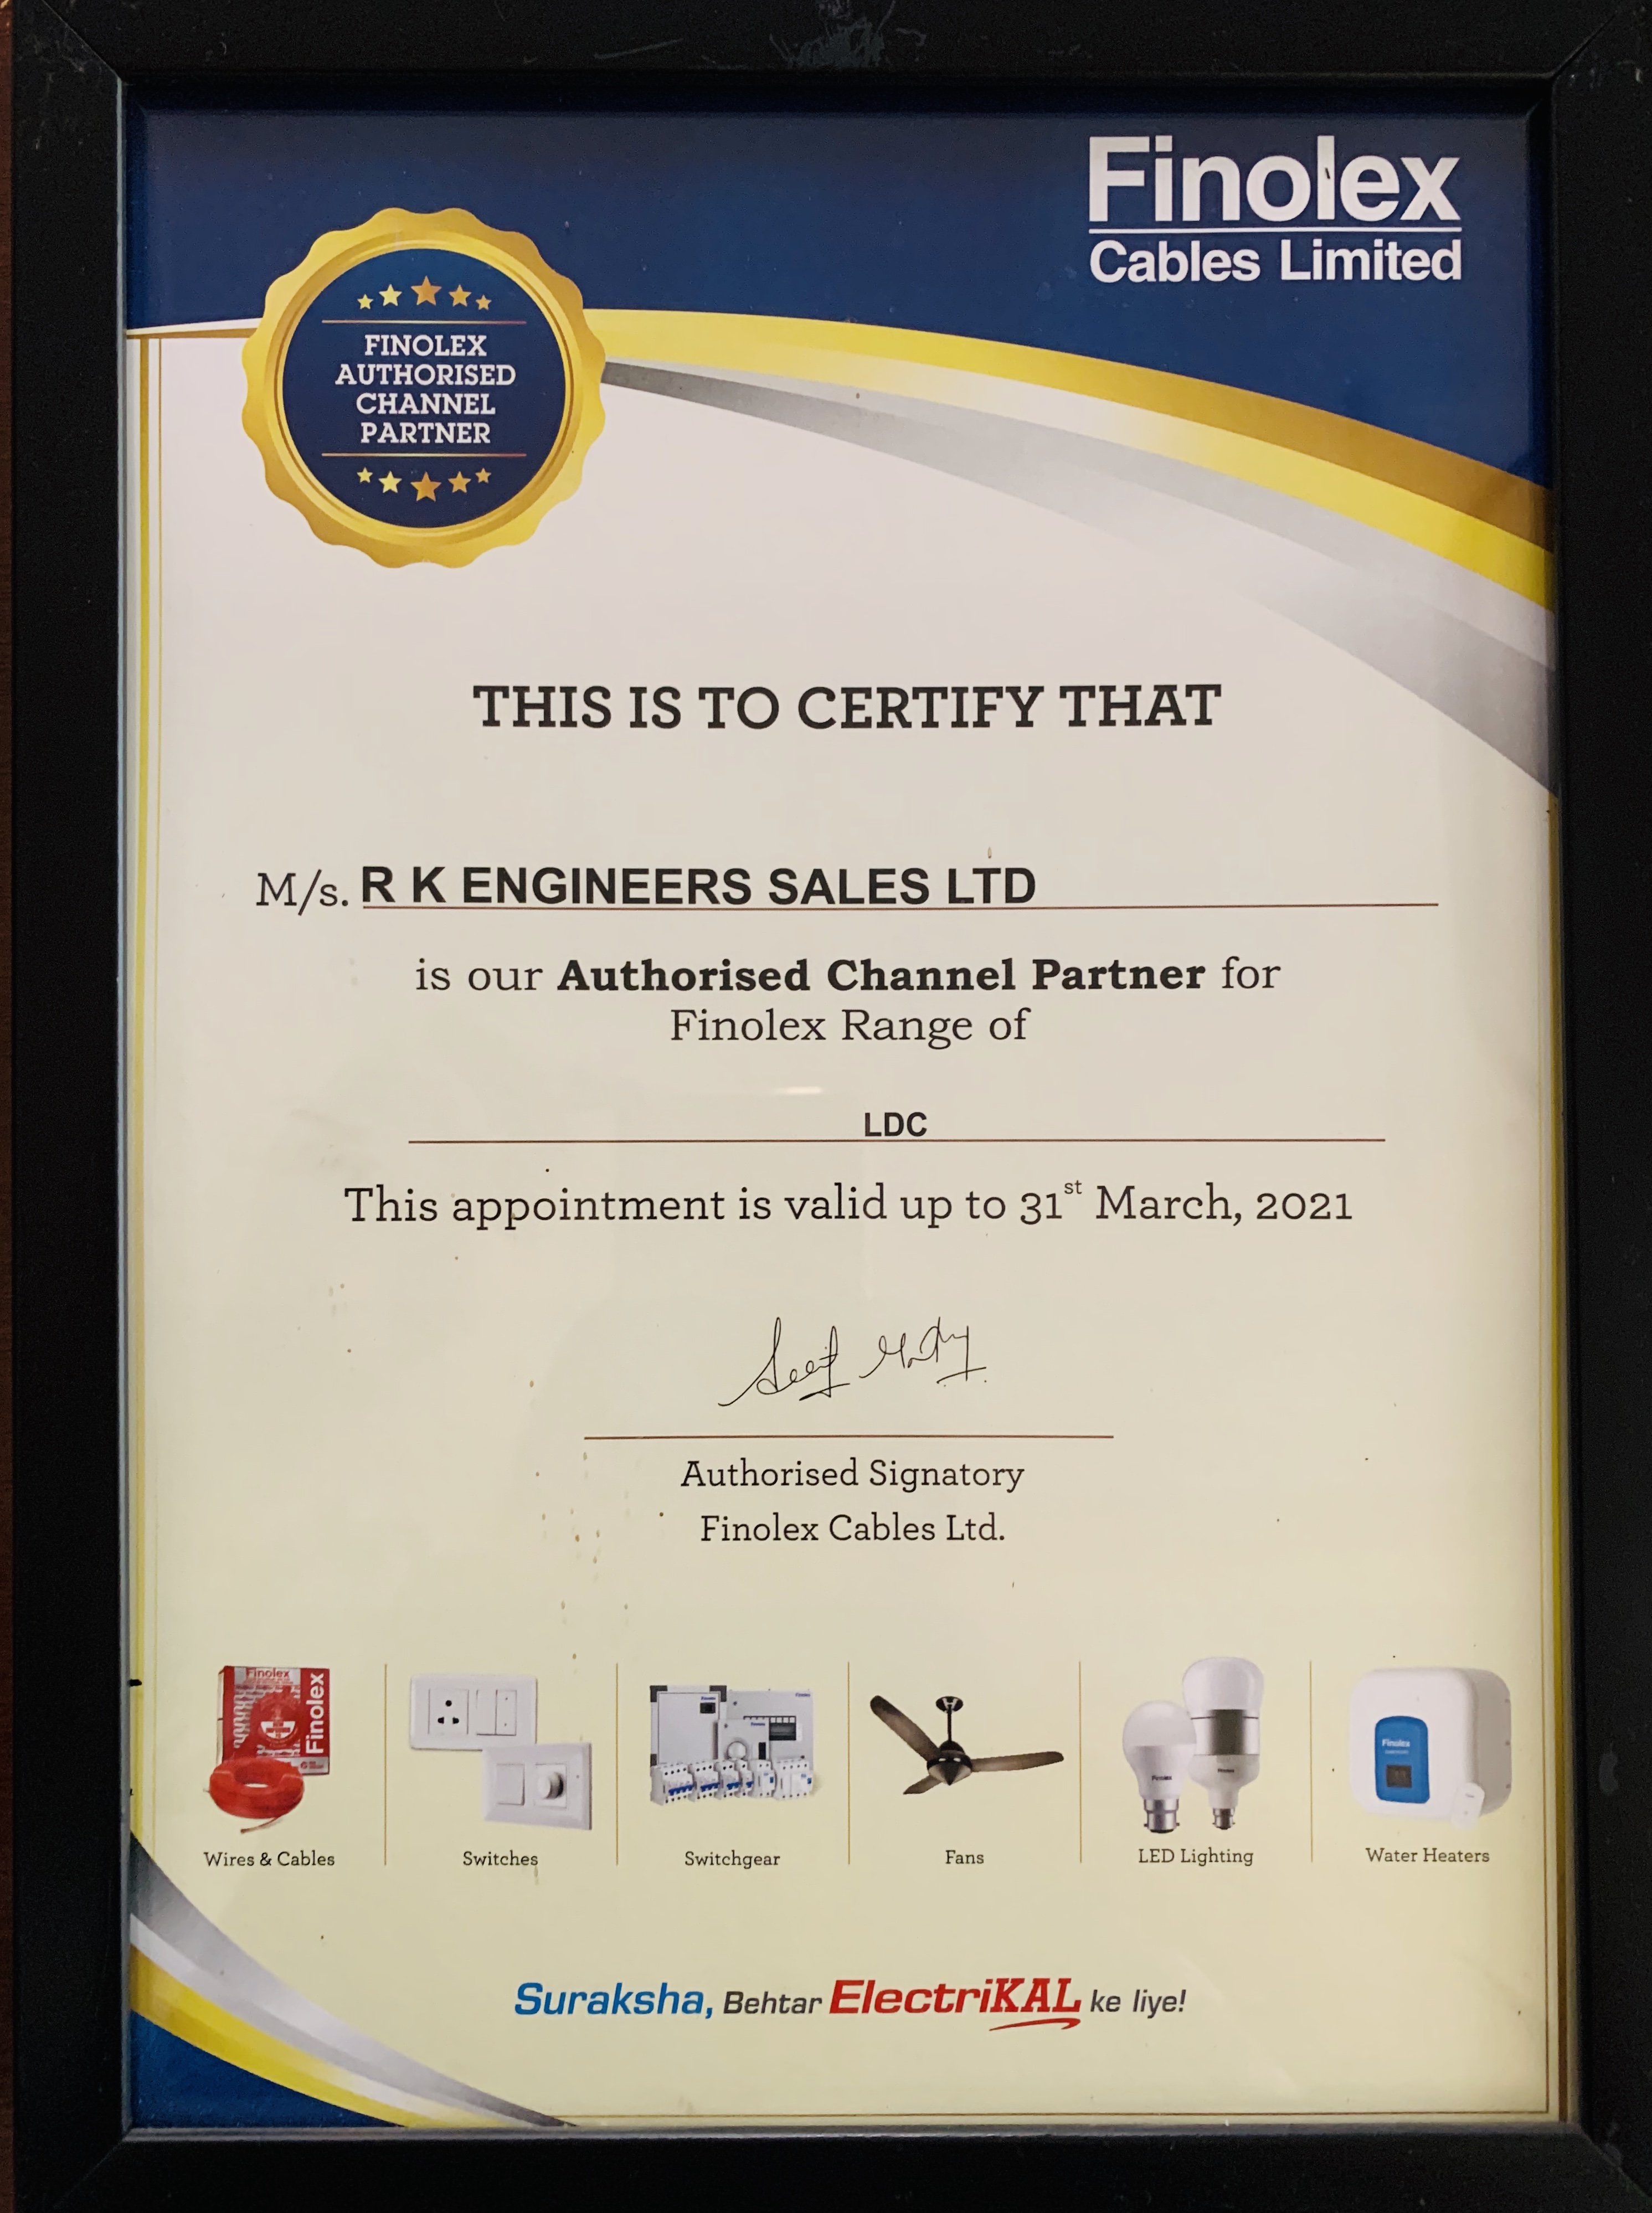 Finolex
Cables Limited
FINOLEX
AUTHORISED
CHANNEL
PARTNER
THIS IS TO CERTIFY THAT
M/s. R K ENGINEERS SALES LTD
is our Authorised Channel Partner for
Finolex Range of
LDC
This appointment is valid up to 31st March, 2021
Authorised Signatory
Finolex Cables Ltd.
Finolex
Finolex
Finolex
Wires & Cables
Switches
Switchgear
Fans
LED Lighting
Water Heaters
Suraksha, Behtar ElectriKAL ke liye!